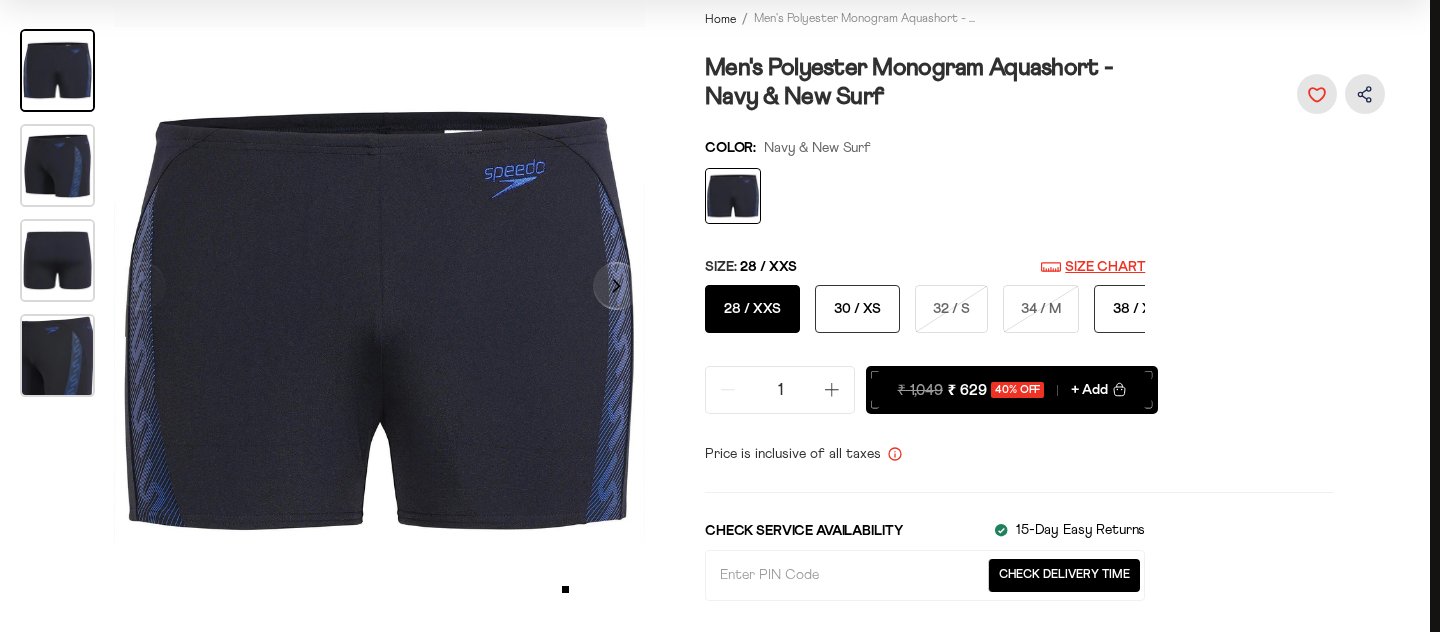 Home / Men's Polyester Monogram Aquashort - ...
Men's Polyester Monogram Aquashort -
Navy & New Surf
COLOR: Navy & New Surf
speedo
SIZE: 28 / XXS
SIZE CHART
28 / XXS
30 / XS
32 / S
34 / M
38 /
1
₹ 1,049 ₹ 629 40% OFF | + Add
Price is inclusive of all taxes
CHECK SERVICE AVAILABILITY
15-Day Easy Returns
Enter PIN Code
CHECK DELIVERY TIME